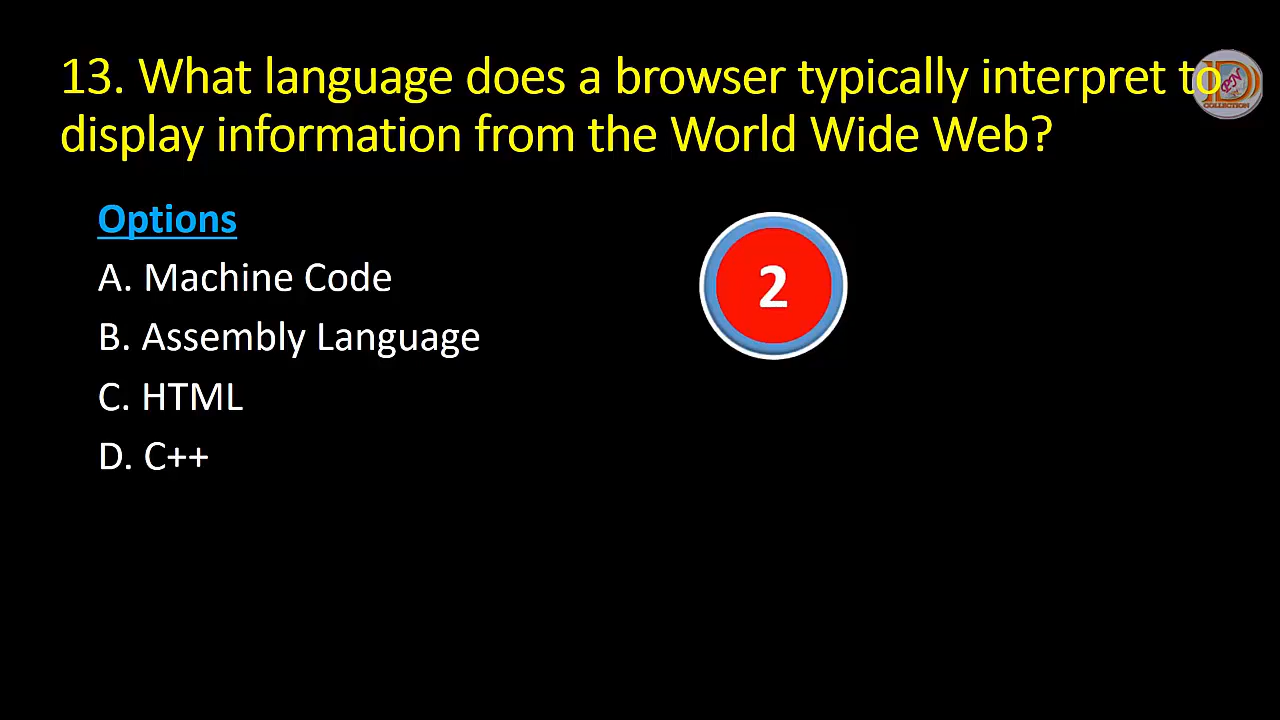 13. What language does a browser typically interpret to
display information from the World Wide Web?
Options
A. Machine Code
2
B. Assembly Language
C. HTML
D. C++
D
COLLECTION